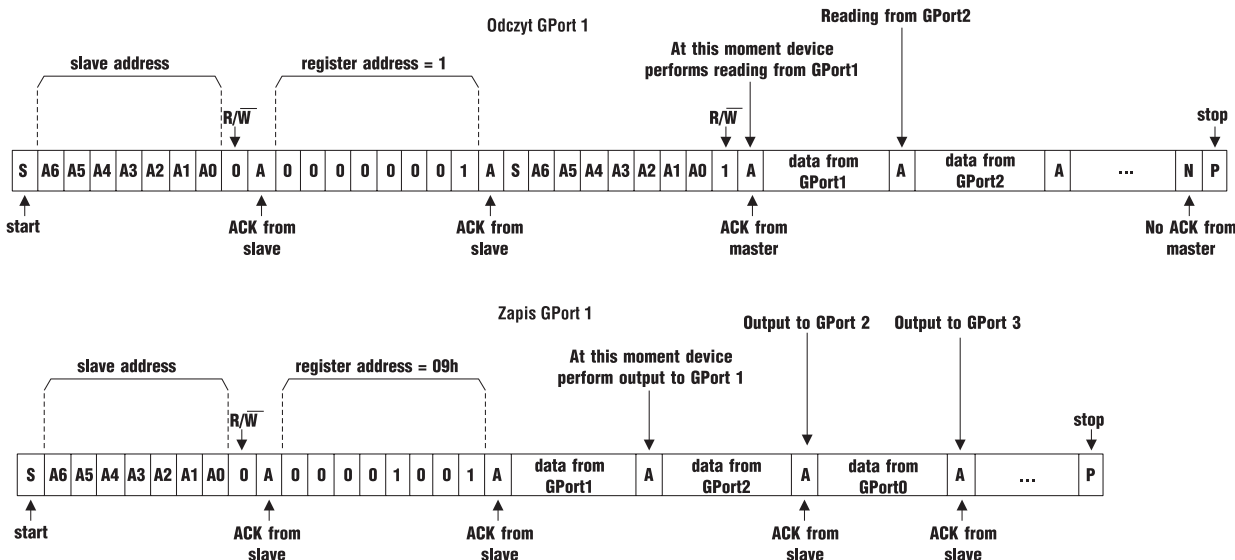 Odczyt GPort 1
Reading from GPort2
At this moment device
performs reading from GPort1
slave address
register address = 1
R/W
R/W
stop
S A6 A5 A4 A3 A2 A1 A0 0 A 0 0 0 0 0 0 0 1 A S A6 A5 A4 A3 A2 A1 A0 1 A data from GPort1 A data from GPort2 A ... N P
start
ACK from
slave
ACK from
slave
ACK from
master
No ACK from
master
Zapis GPort 1
Output to GPort 2
Output to GPort 3
At this moment device
perform output to GPort 1
slave address
register address = 09h
R/W
stop
S A6 A5 A4 A3 A2 A1 A0 0 A 0 0 0 0 1 0 0 1 A data from GPort1 A data from GPort2 A data from GPort0 A ... P
start
ACK from
slave
ACK from
slave
ACK from
slave
ACK from
slave